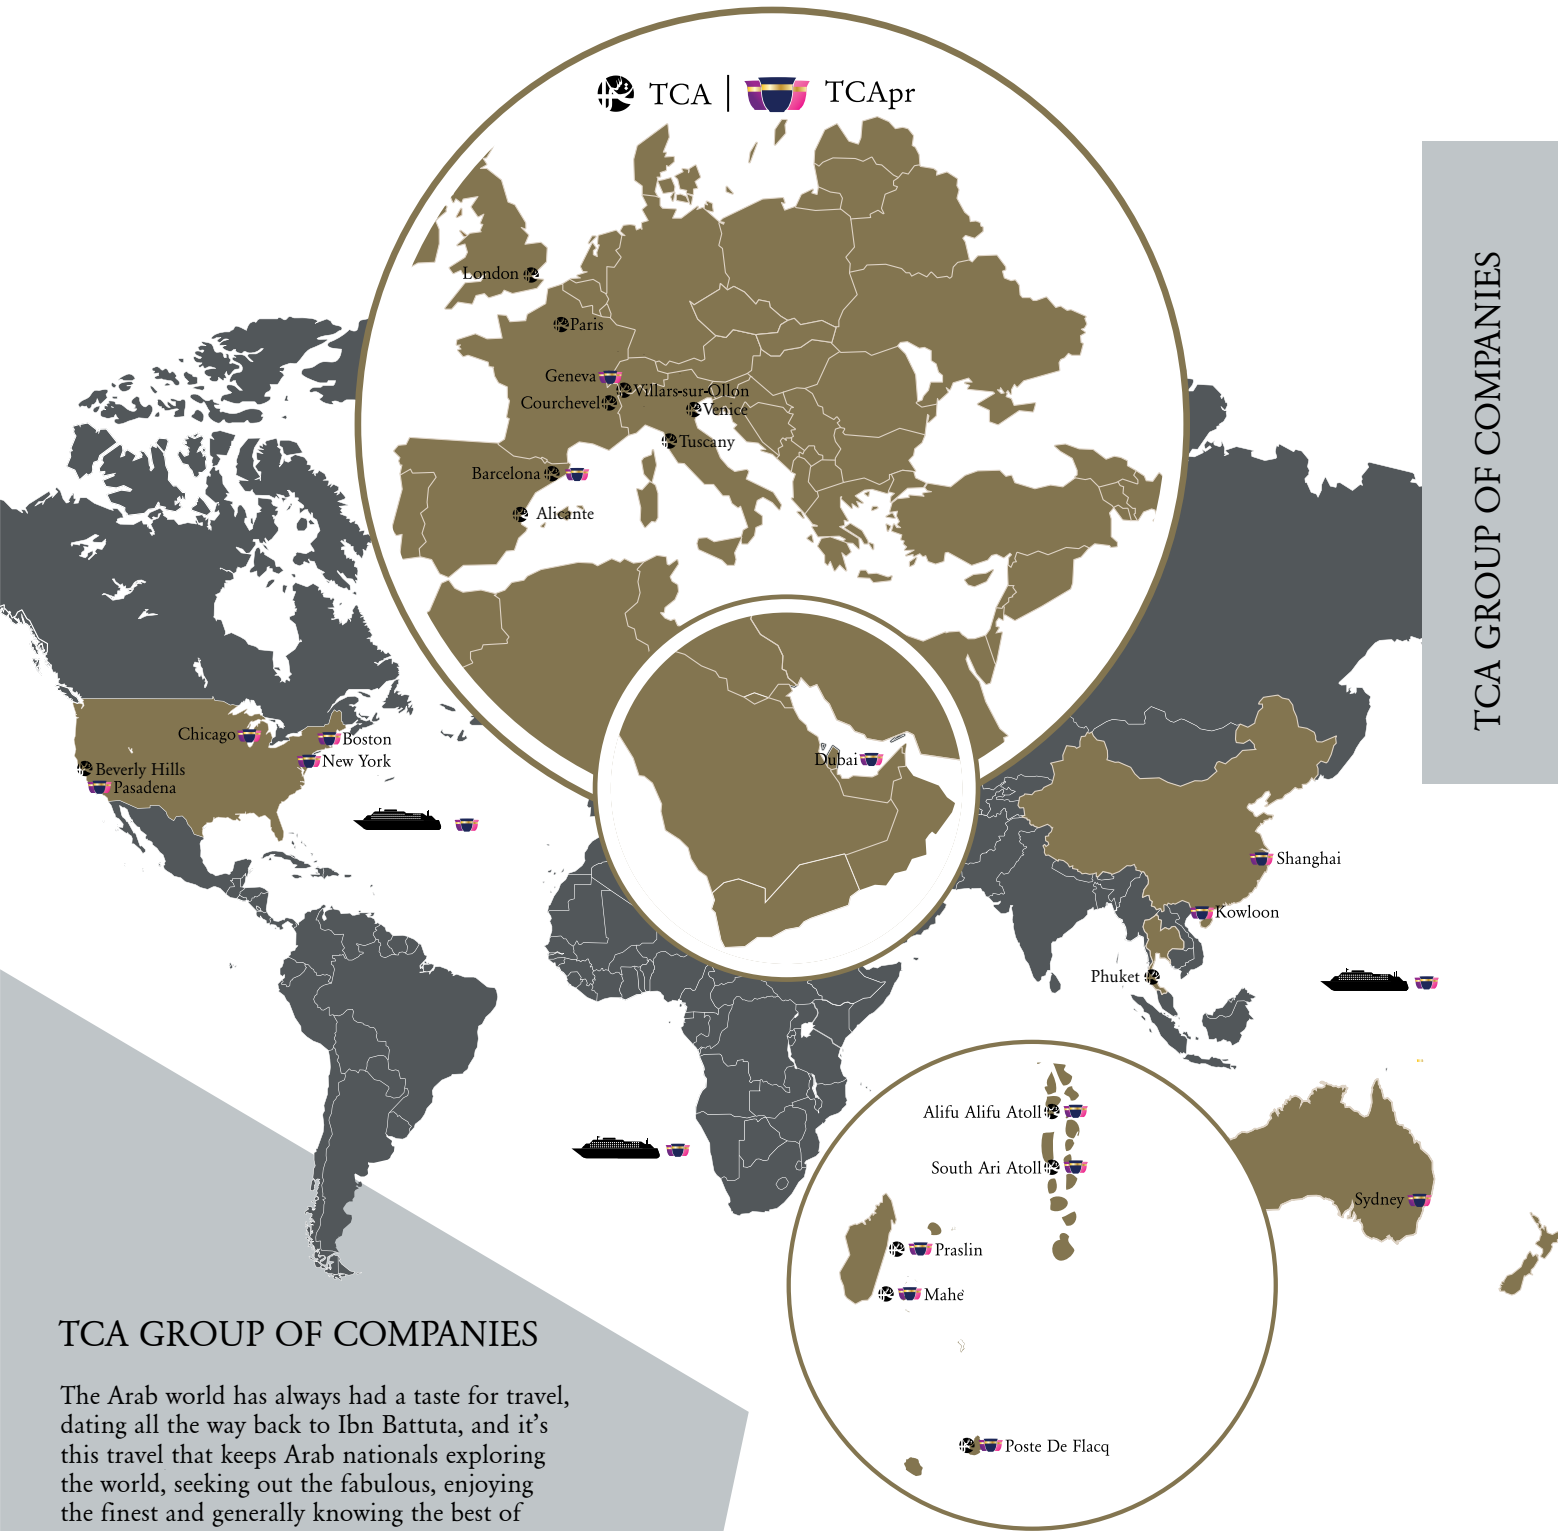 TCA | TCApr
London
Paris
Geneva
Villars-sur-Ollon
Courchevel
Venice
Tuscany
Barcelona
Alicante
Dubai
Chicago
Boston
New York
Beverly Hills
Pasadena
Shanghai
Kowloon
Phuket
Alifu Alifu Atoll
South Ari Atoll
Praslin
Mahe`
Poste De Flacq
Sydney
TCA GROUP OF COMPANIES
TCA GROUP OF COMPANIES
The Arab world has always had a taste for travel,
dating all the way back to Ibn Battuta, and it’s
this travel that keeps Arab nationals exploring
the world, seeking out the fabulous, enjoying
the finest and generally knowing the best of